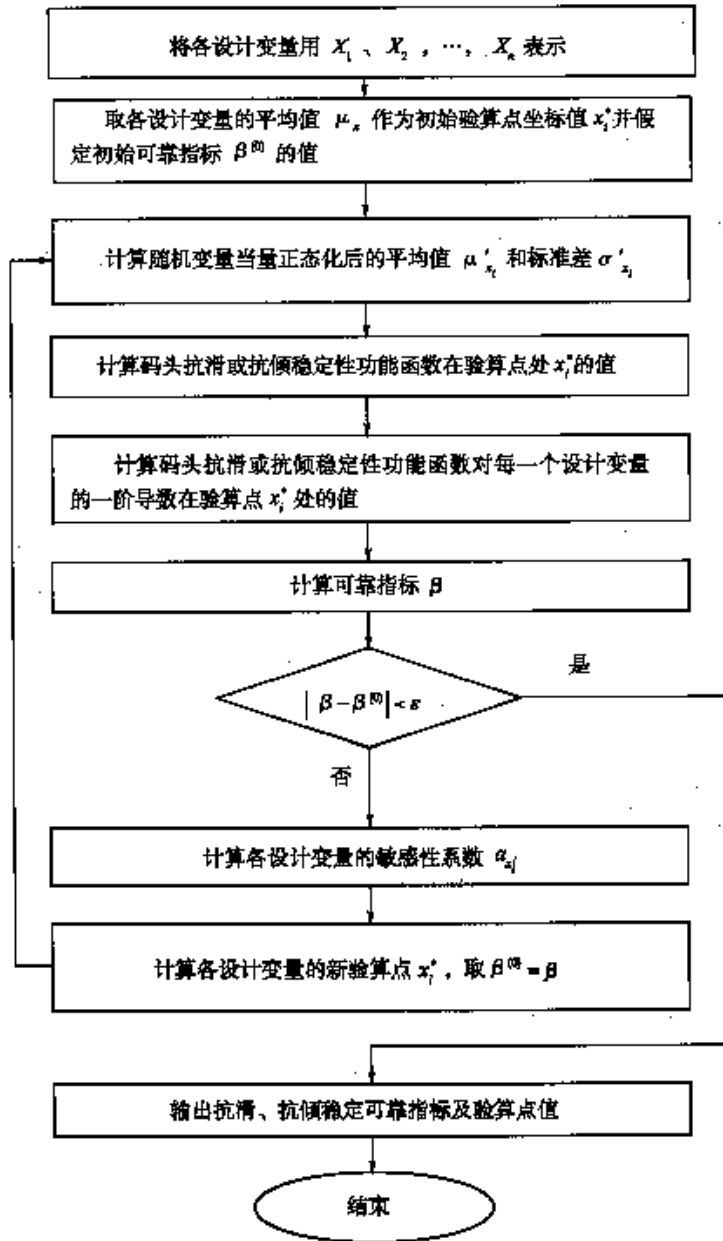 将各设计变量用 X₁、X₂，…，Xₙ 表示
取各设计变量的平均值 μₓ 作为初始验算点坐标值 xᵢ* 并假
定初始可靠指标 β⁽⁰⁾ 的值
计算随机变量当量正态化后的平均值 μ′ₓᵢ 和标准差 σ′ₓᵢ
计算码头抗滑或抗倾稳定性功能函数在验算点处 xᵢ* 的值
计算码头抗滑或抗倾稳定性功能函数对每一个设计变量
的一阶导数在验算点 xᵢ* 处的值
计算可靠指标 β
是
| β－β⁽⁰⁾| < ε
否
计算各设计变量的敏感性系数 αₓᵢ
计算各设计变量的新验算点 xᵢ*，取 β⁽⁰⁾ = β
输出抗滑、抗倾稳定可靠指标及验算点值
结束